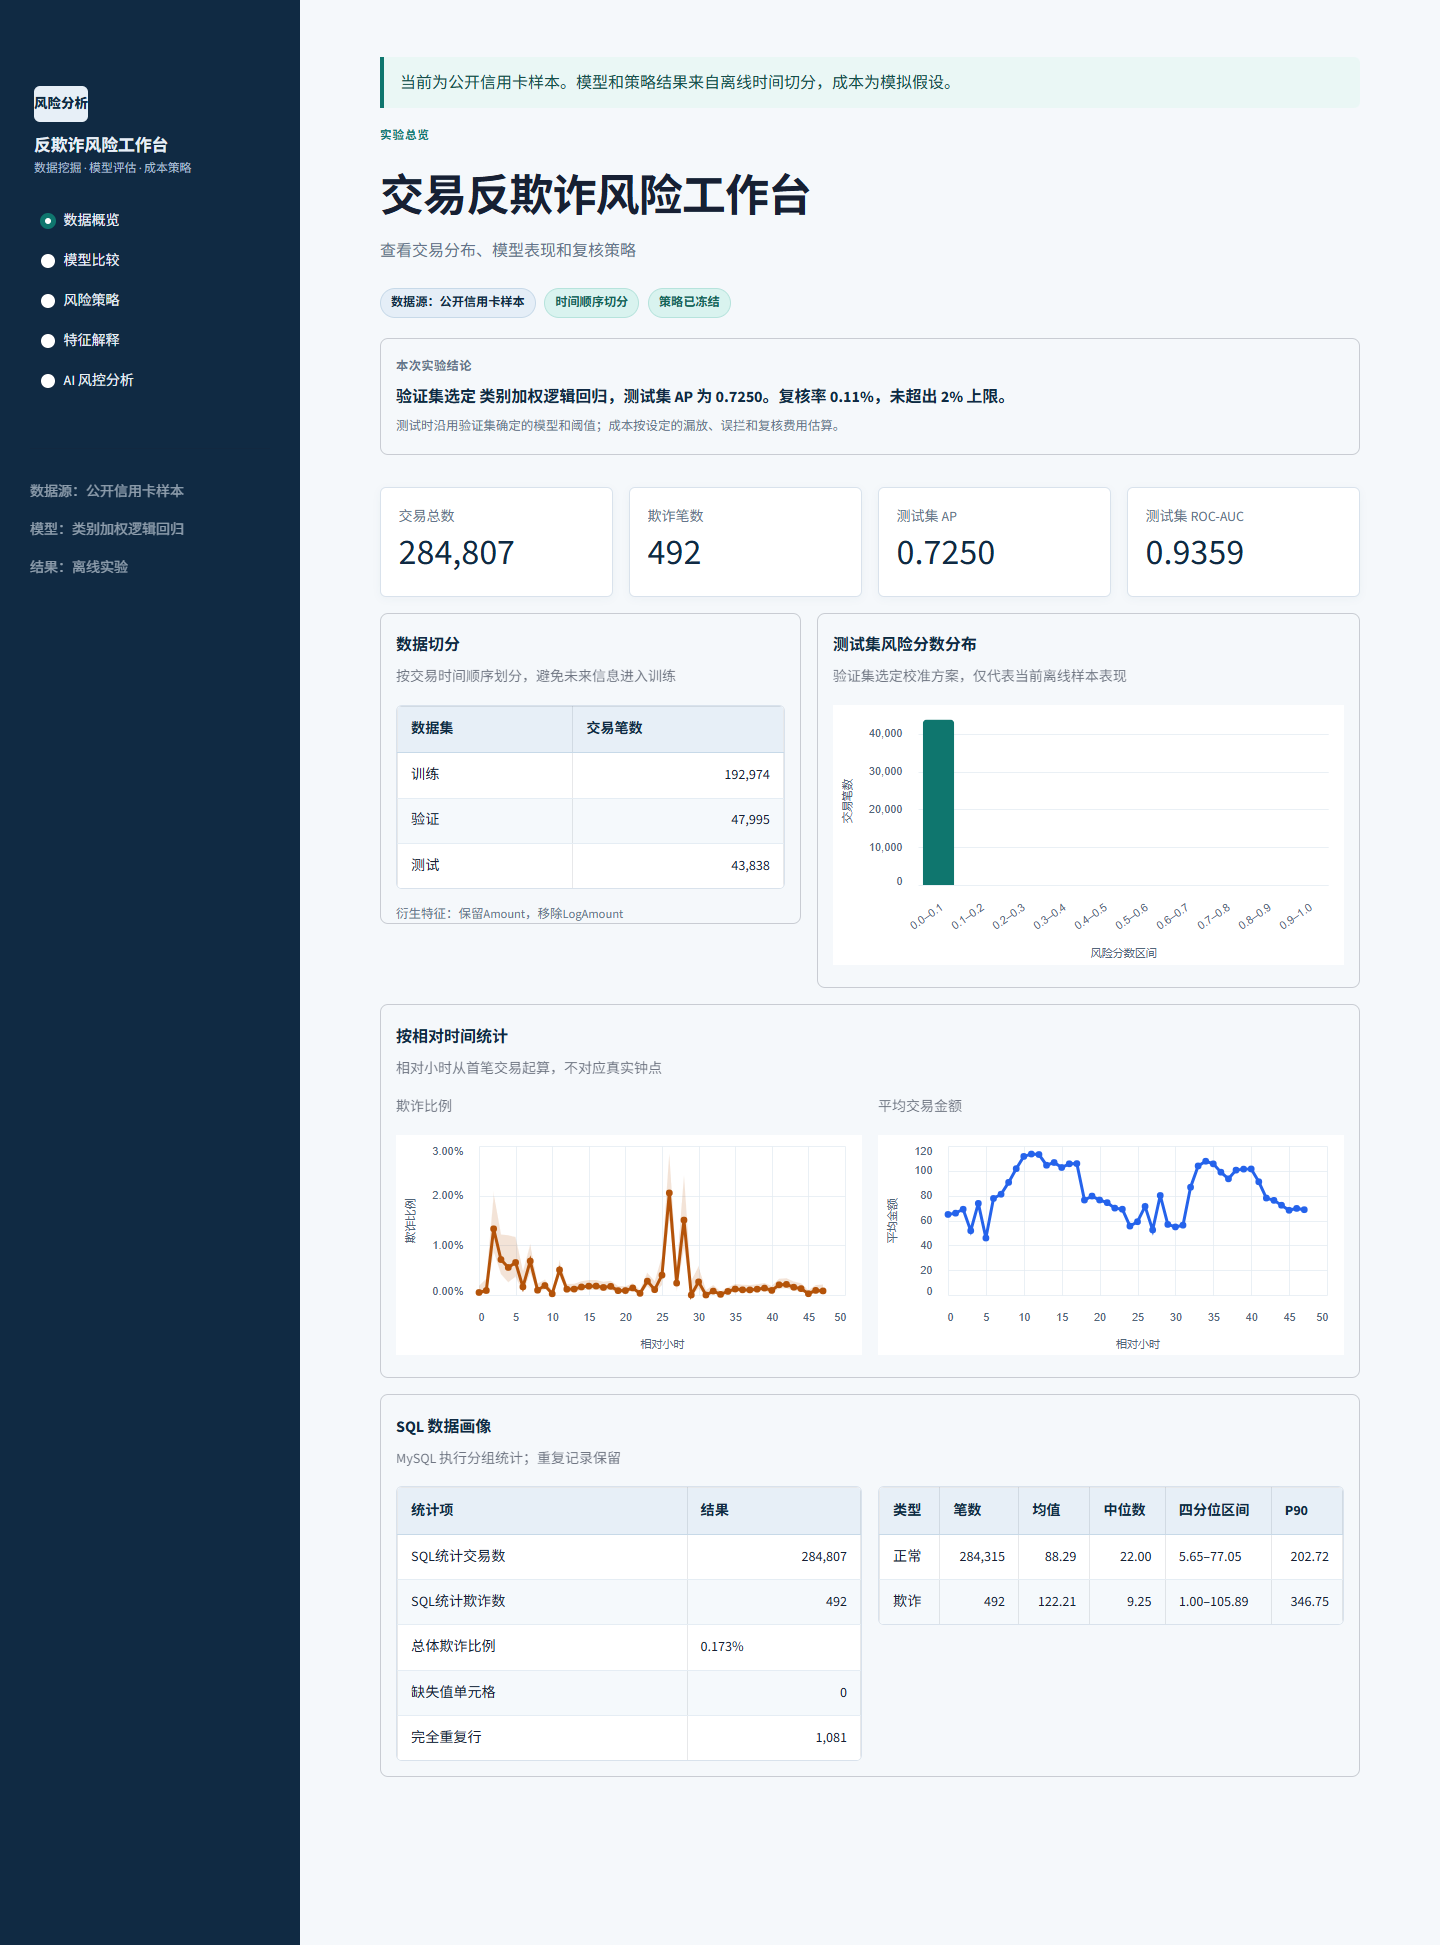 风险分析
反欺诈风险工作台
数据挖掘 · 模型评估 · 成本策略
数据概览
模型比较
风险策略
特征解释
AI 风控分析
数据源：公开信用卡样本
模型：类别加权逻辑回归
结果：离线实验
当前为公开信用卡样本。模型和策略结果来自离线时间切分，成本为模拟假设。
实验总览
交易反欺诈风险工作台
查看交易分布、模型表现和复核策略
数据源：公开信用卡样本 时间顺序切分 策略已冻结
本次实验结论
验证集选定 类别加权逻辑回归，测试集 AP 为 0.7250。复核率 0.11%，未超出 2% 上限。
测试时沿用验证集确定的模型和阈值；成本按设定的漏放、误拦和复核费用估算。
交易总数
284,807
欺诈笔数
492
测试集 AP
0.7250
测试集 ROC-AUC
0.9359
数据切分
按交易时间顺序划分，避免未来信息进入训练
数据集 交易笔数
训练 192,974
验证 47,995
测试 43,838
衍生特征：保留Amount，移除LogAmount
测试集风险分数分布
验证集选定校准方案，仅代表当前离线样本表现
交易笔数
40,000
30,000
20,000
10,000
0
0.0–0.1 0.1–0.2 0.2–0.3 0.3–0.4 0.4–0.5 0.5–0.6 0.6–0.7 0.7–0.8 0.8–0.9 0.9–1.0
风险分数区间
按相对时间统计
相对小时从首笔交易起算，不对应真实钟点
欺诈比例
欺诈比例
3.00%
2.00%
1.00%
0.00%
0 5 10 15 20 25 30 35 40 45 50
相对小时
平均交易金额
平均金额
120
100
80
60
40
20
0
0 5 10 15 20 25 30 35 40 45 50
相对小时
SQL 数据画像
MySQL 执行分组统计；重复记录保留
统计项 结果
SQL统计交易数 284,807
SQL统计欺诈数 492
总体欺诈比例 0.173%
缺失值单元格 0
完全重复行 1,081
类型 笔数 均值 中位数 四分位区间 P90
正常 284,315 88.29 22.00 5.65–77.05 202.72
欺诈 492 122.21 9.25 1.00–105.89 346.75